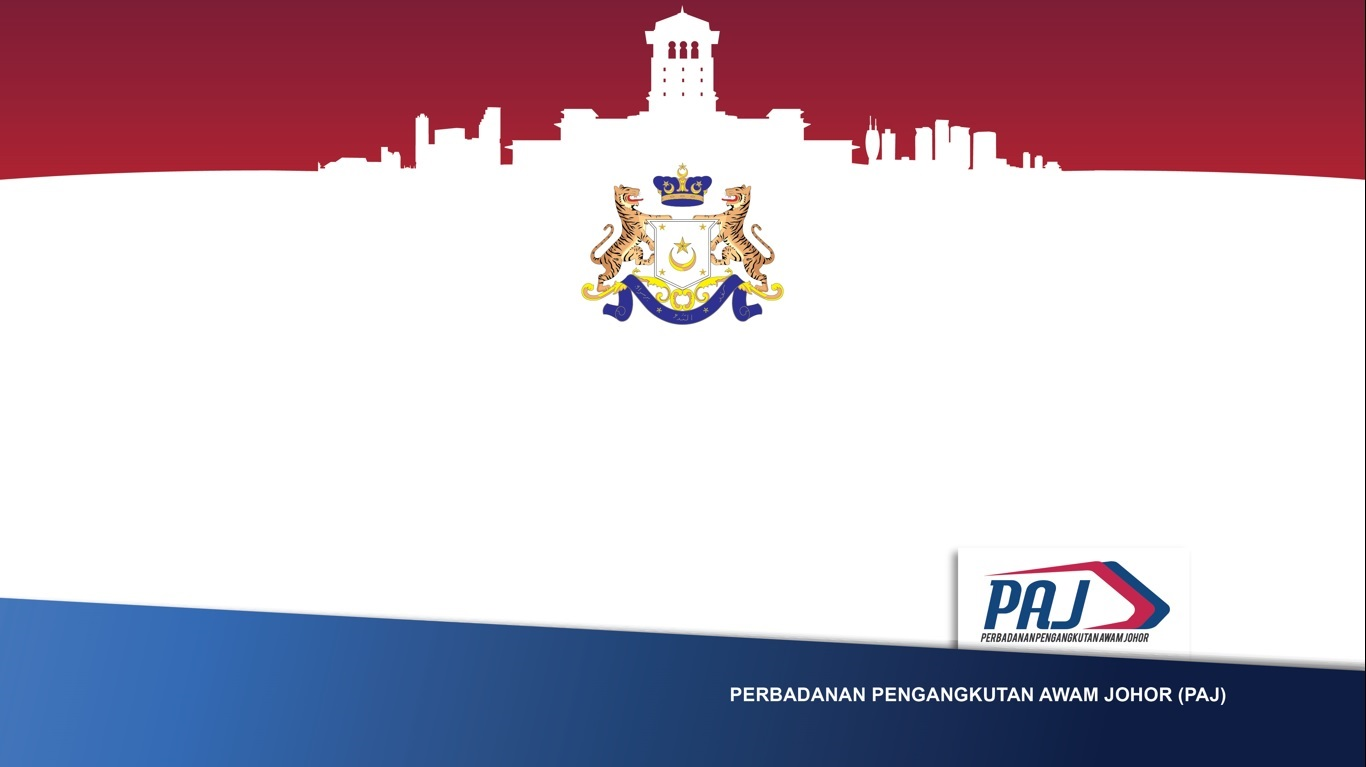 PAJ
PERBADANAN PENGANGKUTAN AWAM JOHOR
PERBADANAN PENGANGKUTAN AWAM JOHOR (PAJ)